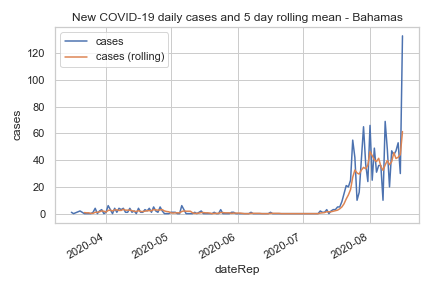 New COVID-19 daily cases and 5 day rolling mean - Bahamas
cases
cases (rolling)
120
100
80
60
40
20
0
cases
2020-04
2020-05
2020-06
2020-07
2020-08
dateRep